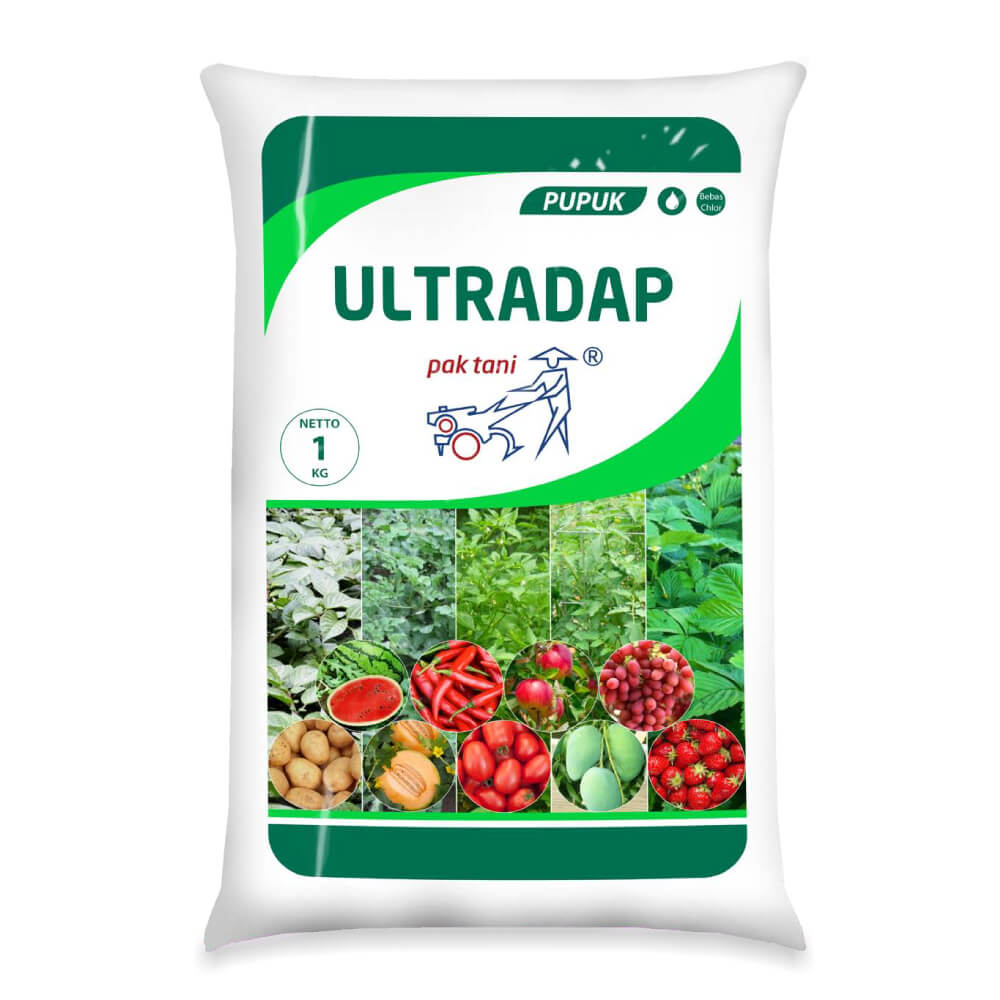 PUPUK
Bebas
Chlor
ULTRADAP
pak tani
®
NETTO
1
KG